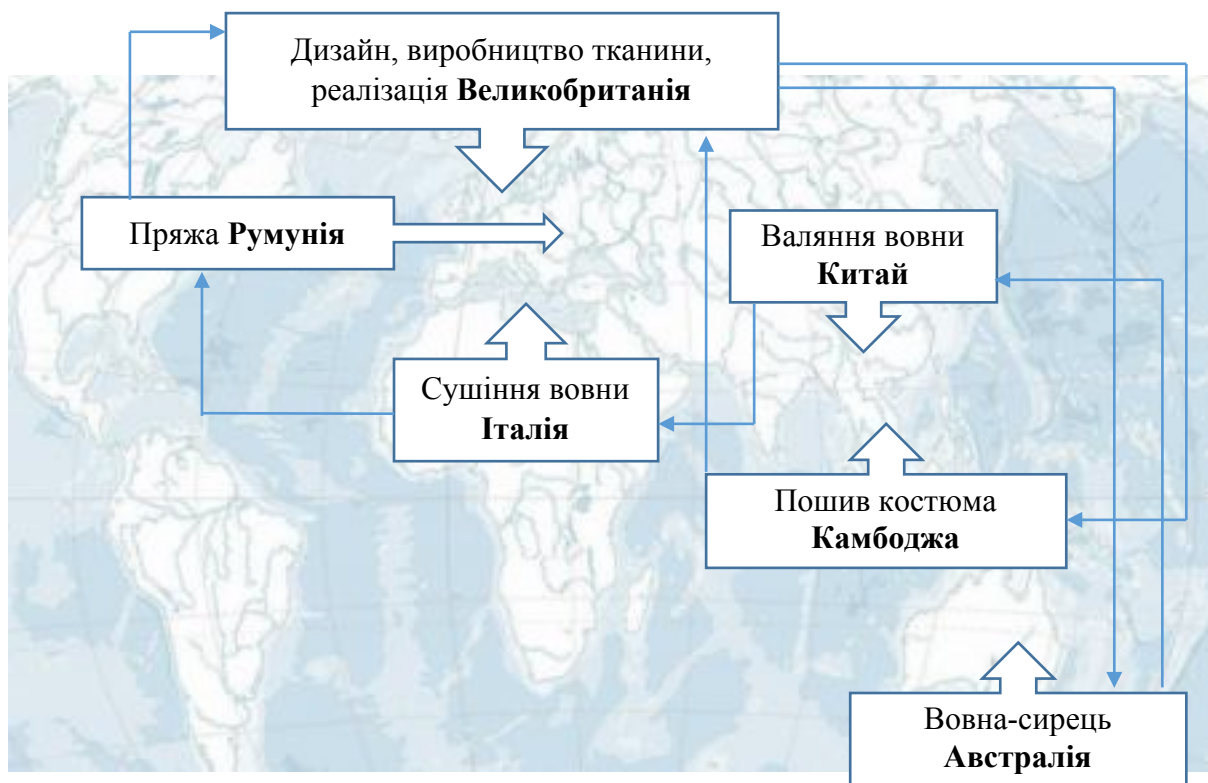 Дизайн, виробництво тканини,
реалізація Великобританія
Пряжа Румунія
Валяння вовни
Китай
Сушіння вовни
Італія
Пошив костюма
Камбоджа
Вовна-сирець
Австралія